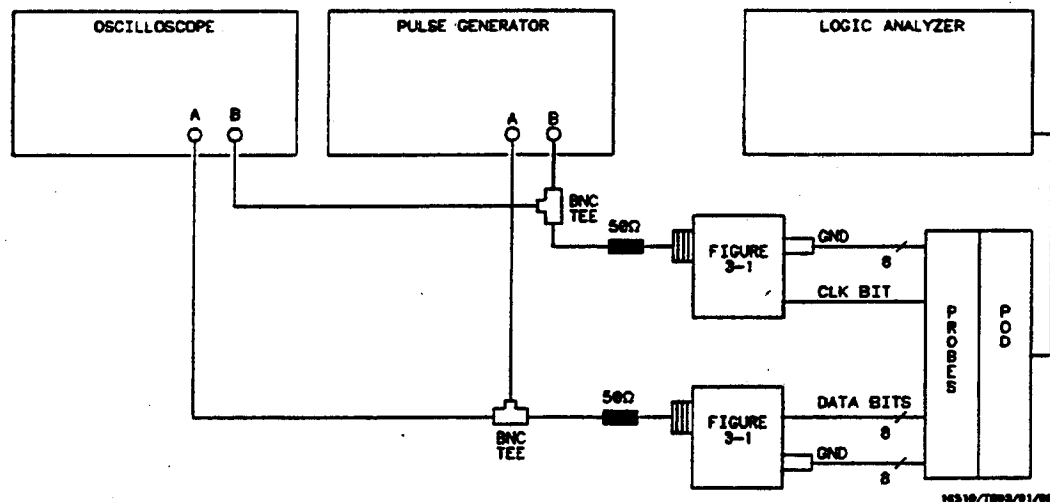 OSCILLOSCOPE
PULSE GENERATOR
LOGIC ANALYZER
A
B
A
B
BNC
TEE
50Ω
FIGURE
3-1
GND
8
CLK BIT
PROBES
POD
BNC
TEE
50Ω
FIGURE
3-1
DATA BITS
8
GND
8